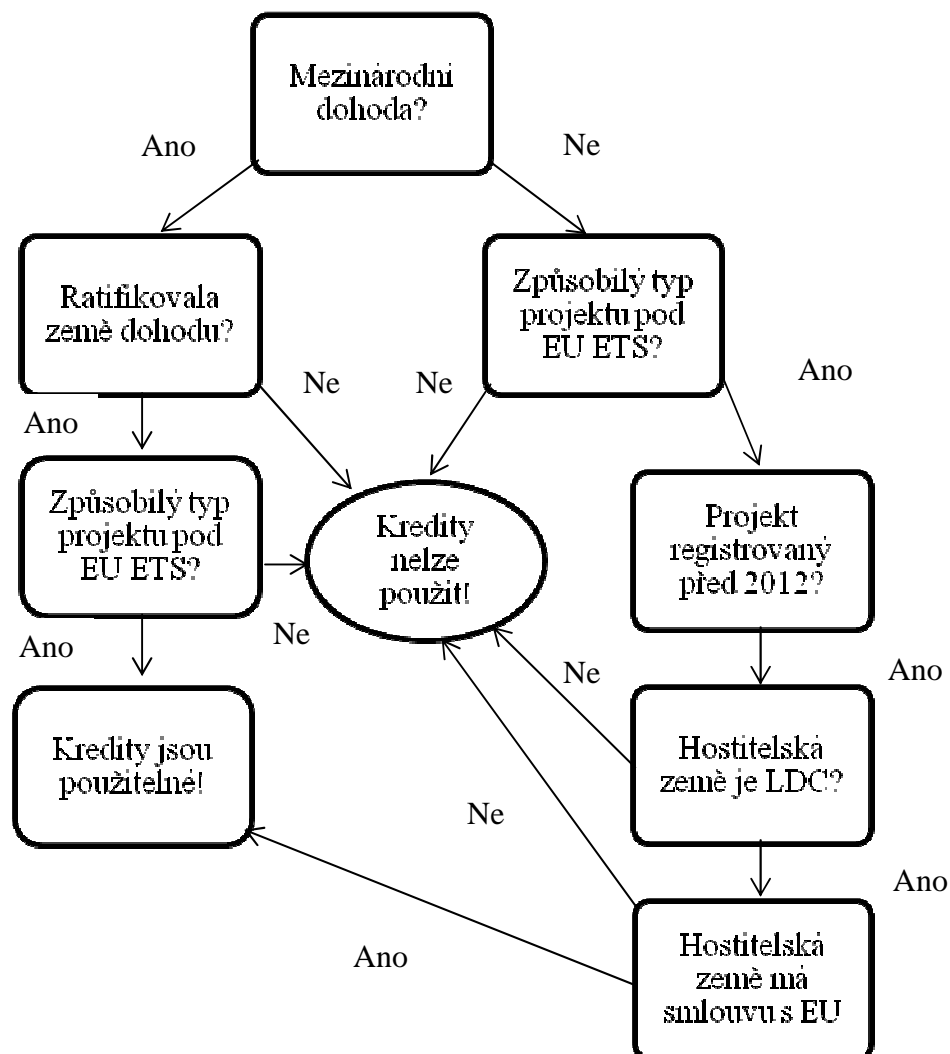 Mezinárodní
dohoda?
Ano
Ne
Ratifikovala
země dohodu?
Způsobilý typ
projektu pod
EU ETS?
Ne
Ne
Ano
Ano
Způsobilý typ
projektu pod
EU ETS?
Kredity
nelze
použít!
Projekt
registrovaný
před 2012?
Ano
Ne
Ne
Ano
Kredity jsou
použitelné!
Hostitelská
země je LDC?
Ne
Ano
Ano
Hostitelská
země má
smlouvu s EU